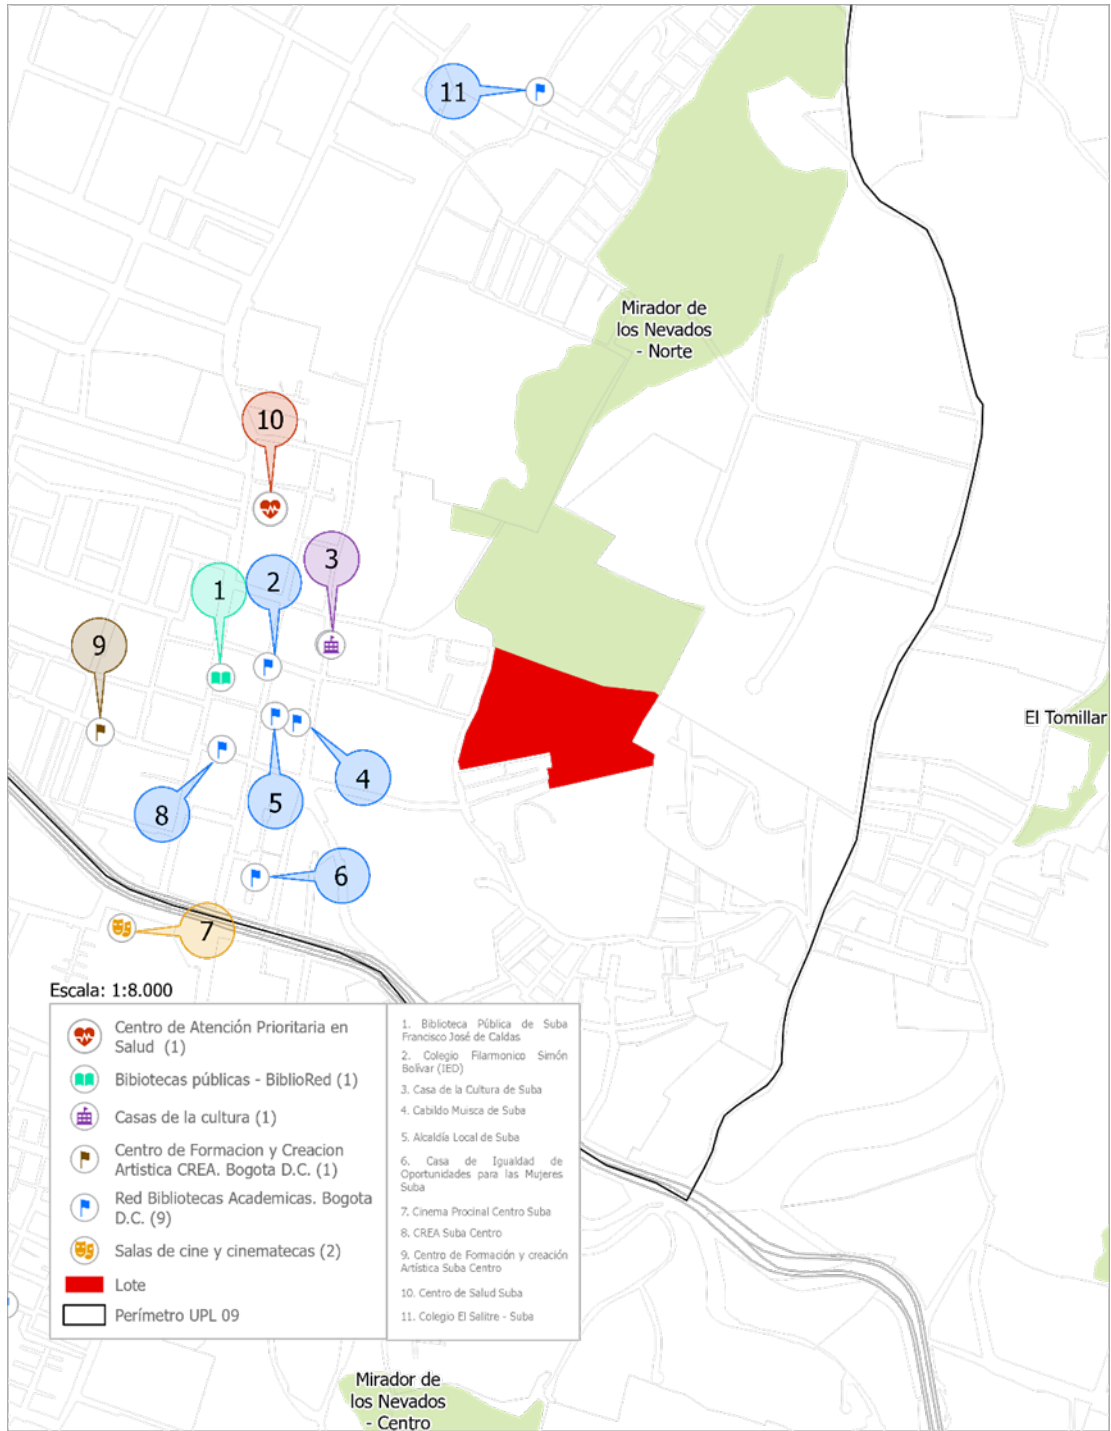 11
Mirador de
los Nevados
- Norte
10
3
2
1
9
El Tomillar
4
5
8
6
7
Escala: 1:8.000
Centro de Atención Prioritaria en
Salud (1)
Bibiotecas públicas - BiblioRed (1)
Casas de la cultura (1)
Centro de Formacion y Creacion
Artistica CREA. Bogota D.C. (1)
Red Bibliotecas Academicas. Bogota
D.C. (9)
Salas de cine y cinematecas (2)
Lote
Perímetro UPL 09
1. Biblioteca Pública de Suba
Francisco José de Caldas
2. Colegio Filarmonico Simón
Bolívar (IED)
3. Casa de la Cultura de Suba
4. Cabildo Muisca de Suba
5. Alcaldía Local de Suba
6. Casa de Igualdad de
Oportunidades para las Mujeres
Suba
7. Cinema Procinal Centro Suba
8. CREA Suba Centro
9. Centro de Formación y creación
Artística Suba Centro
10. Centro de Salud Suba
11. Colegio El Salitre - Suba
Mirador de
los Nevados
- Centro